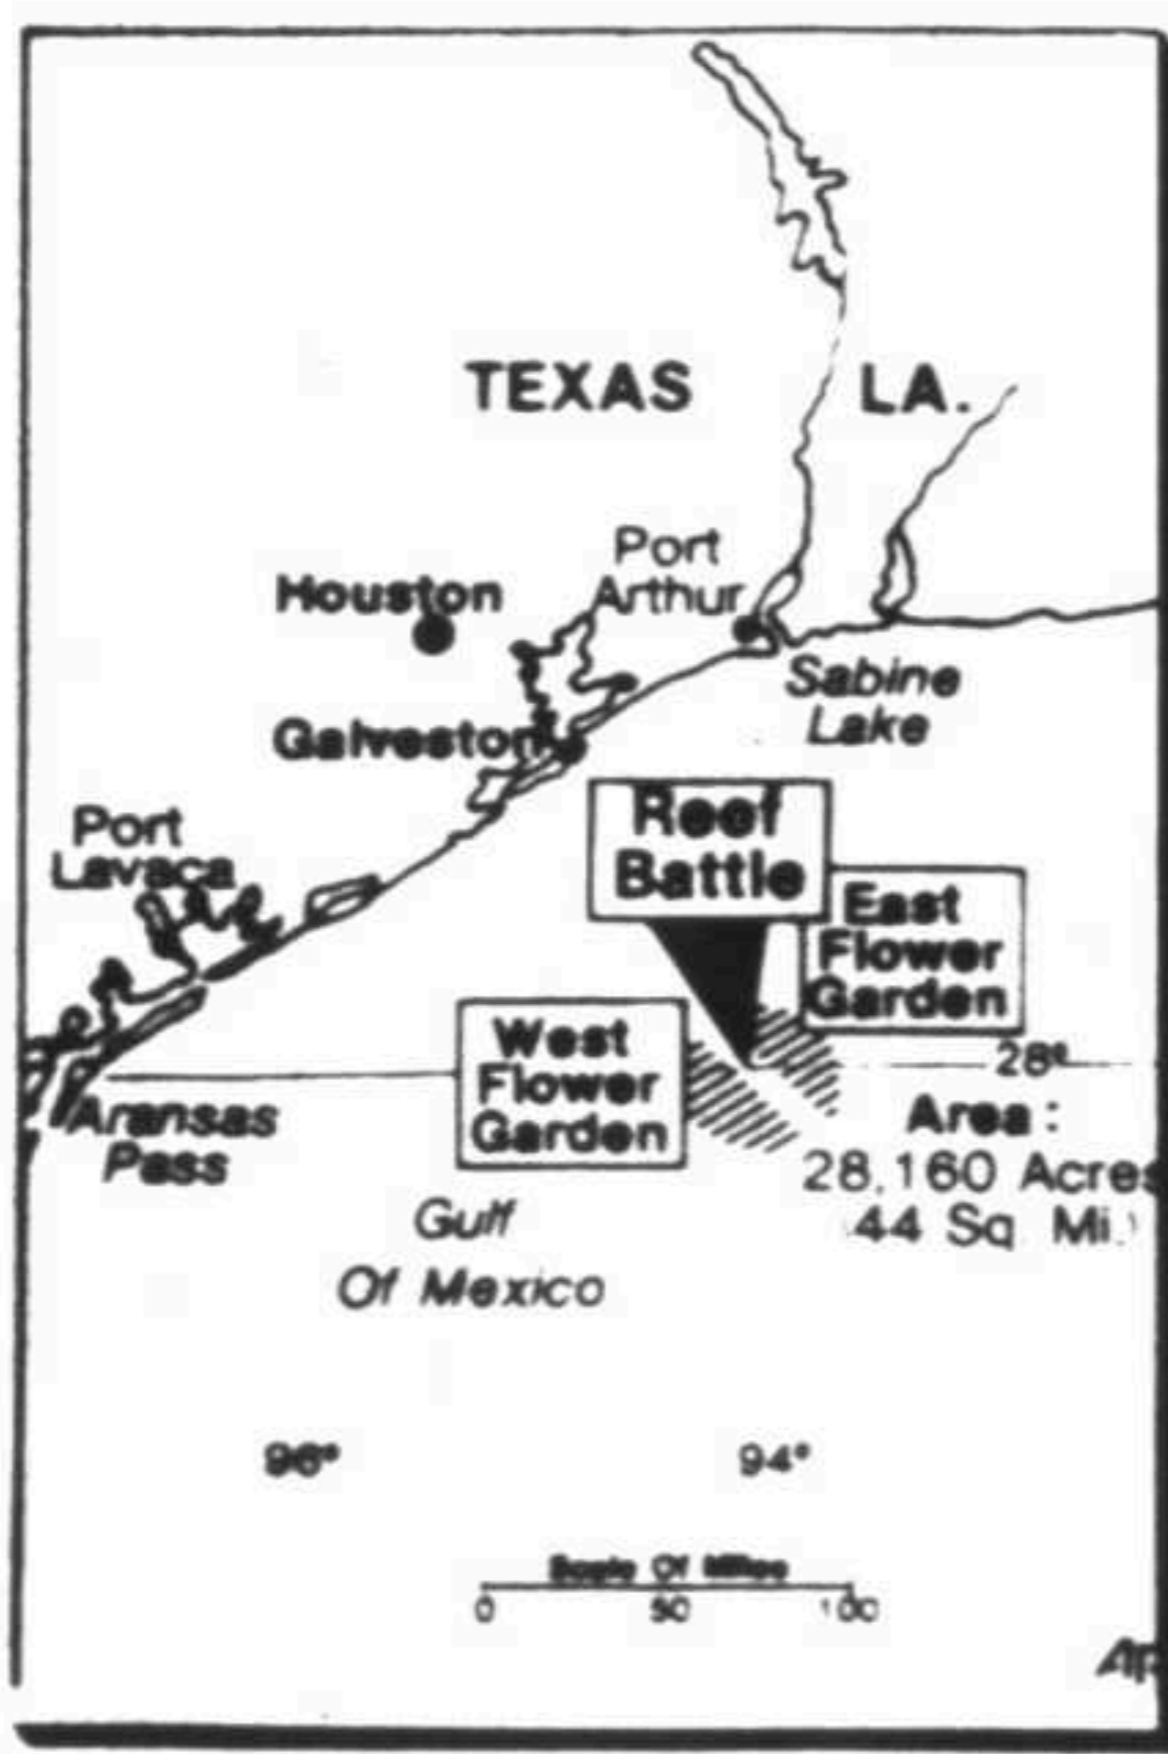 TEXAS
LA.
Port
Arthur
Houston
Sabine
Lake
Galveston
Reef
Battle
Port
Lavaca
East
Flower
Garden
West
Flower
Garden
28°
Aransas
Pass
Area:
28,160 Acres
44 Sq. Mi.)
Gulf
Of Mexico
96°
94°
Scale Of Miles
0 50 100
AP